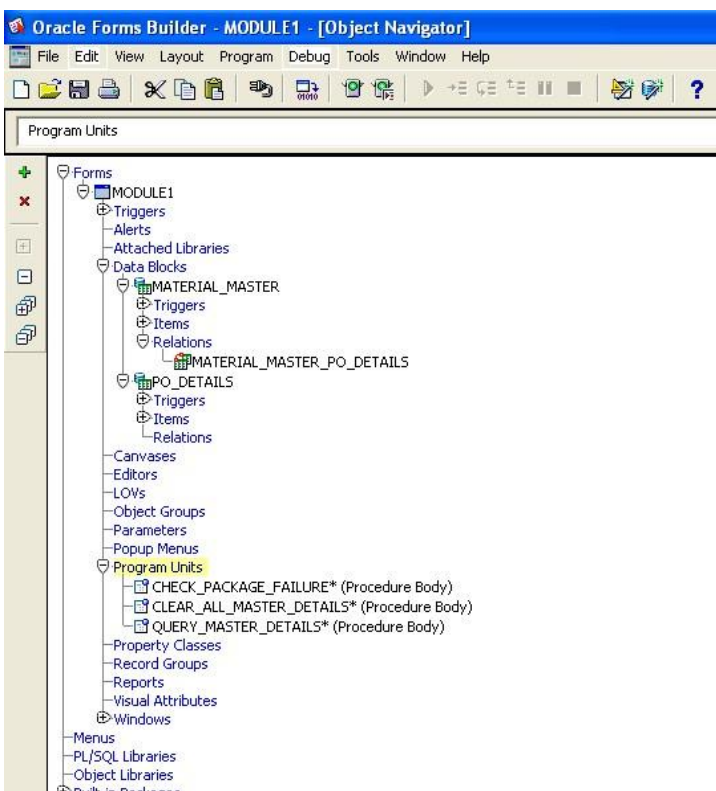 Oracle Forms Builder - MODULE1 - [Object Navigator]
File Edit View Layout Program Debug Tools Window Help
Program Units
Forms
MODULE1
Triggers
Alerts
Attached Libraries
Data Blocks
MATERIAL_MASTER
Triggers
Items
Relations
MATERIAL_MASTER_PO_DETAILS
PO_DETAILS
Triggers
Items
Relations
Canvases
Editors
LOVs
Object Groups
Parameters
Popup Menus
Program Units
CHECK_PACKAGE_FAILURE* (Procedure Body)
CLEAR_ALL_MASTER_DETAILS* (Procedure Body)
QUERY_MASTER_DETAILS* (Procedure Body)
Property Classes
Record Groups
Reports
Visual Attributes
Windows
Menus
PL/SQL Libraries
Object Libraries
Built-in Packages